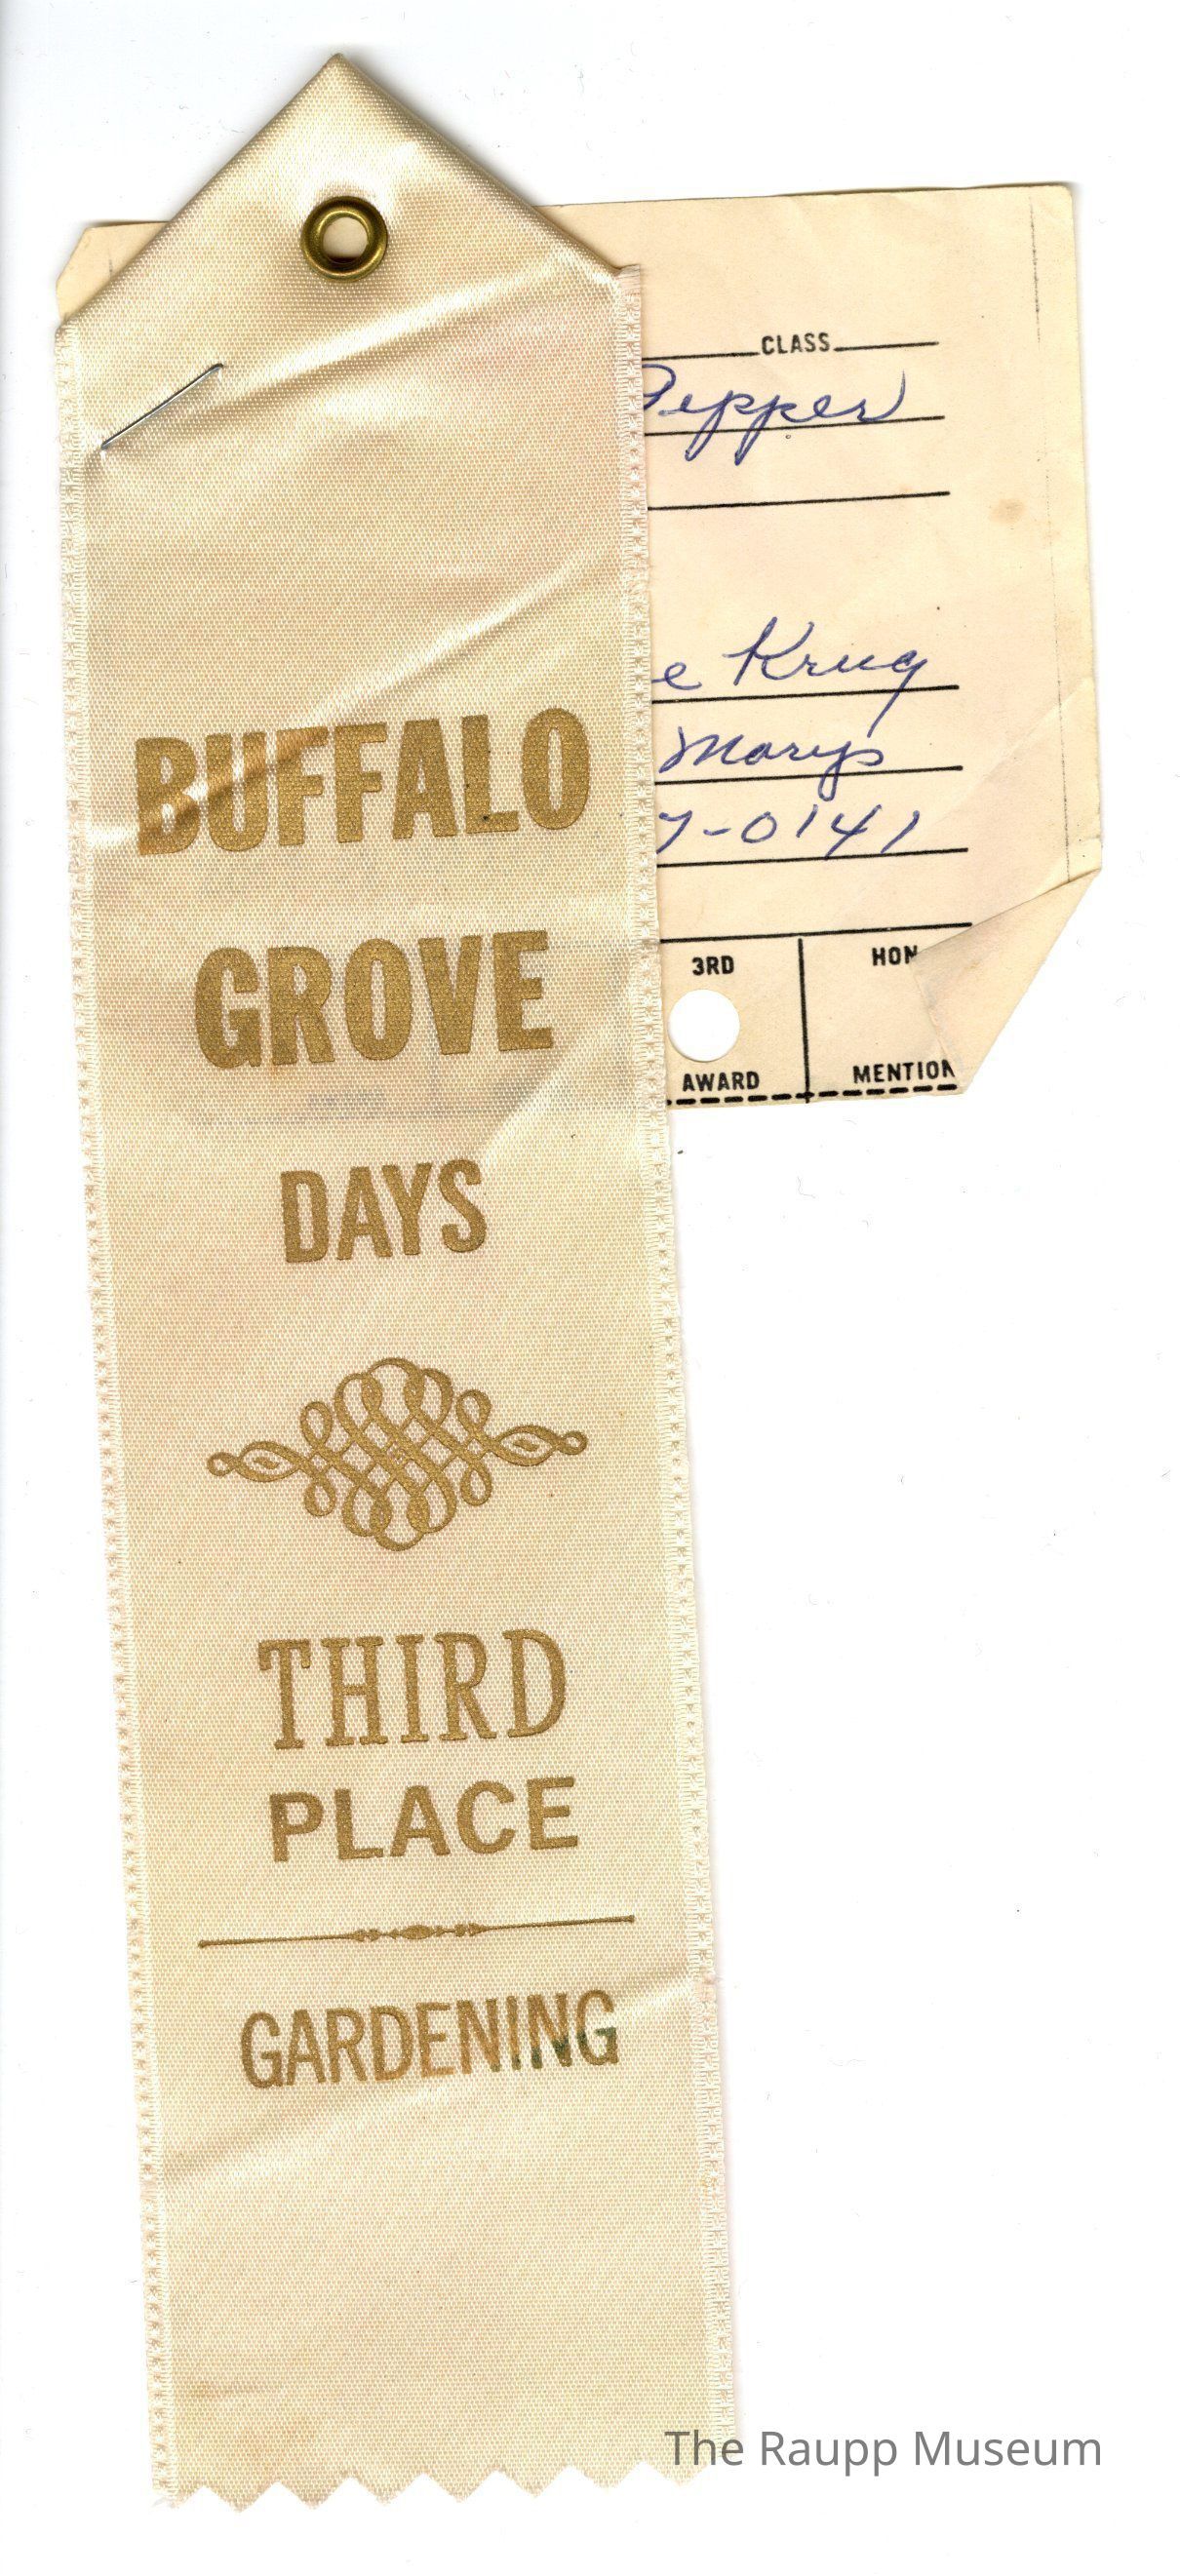 BUFFALO
GROVE
DAYS
THIRD
PLACE
GARDENING
CLASS
Pepper
e Krug
Marys
7-0141
3RD
AWARD
HON
MENTION
The Raupp Museum